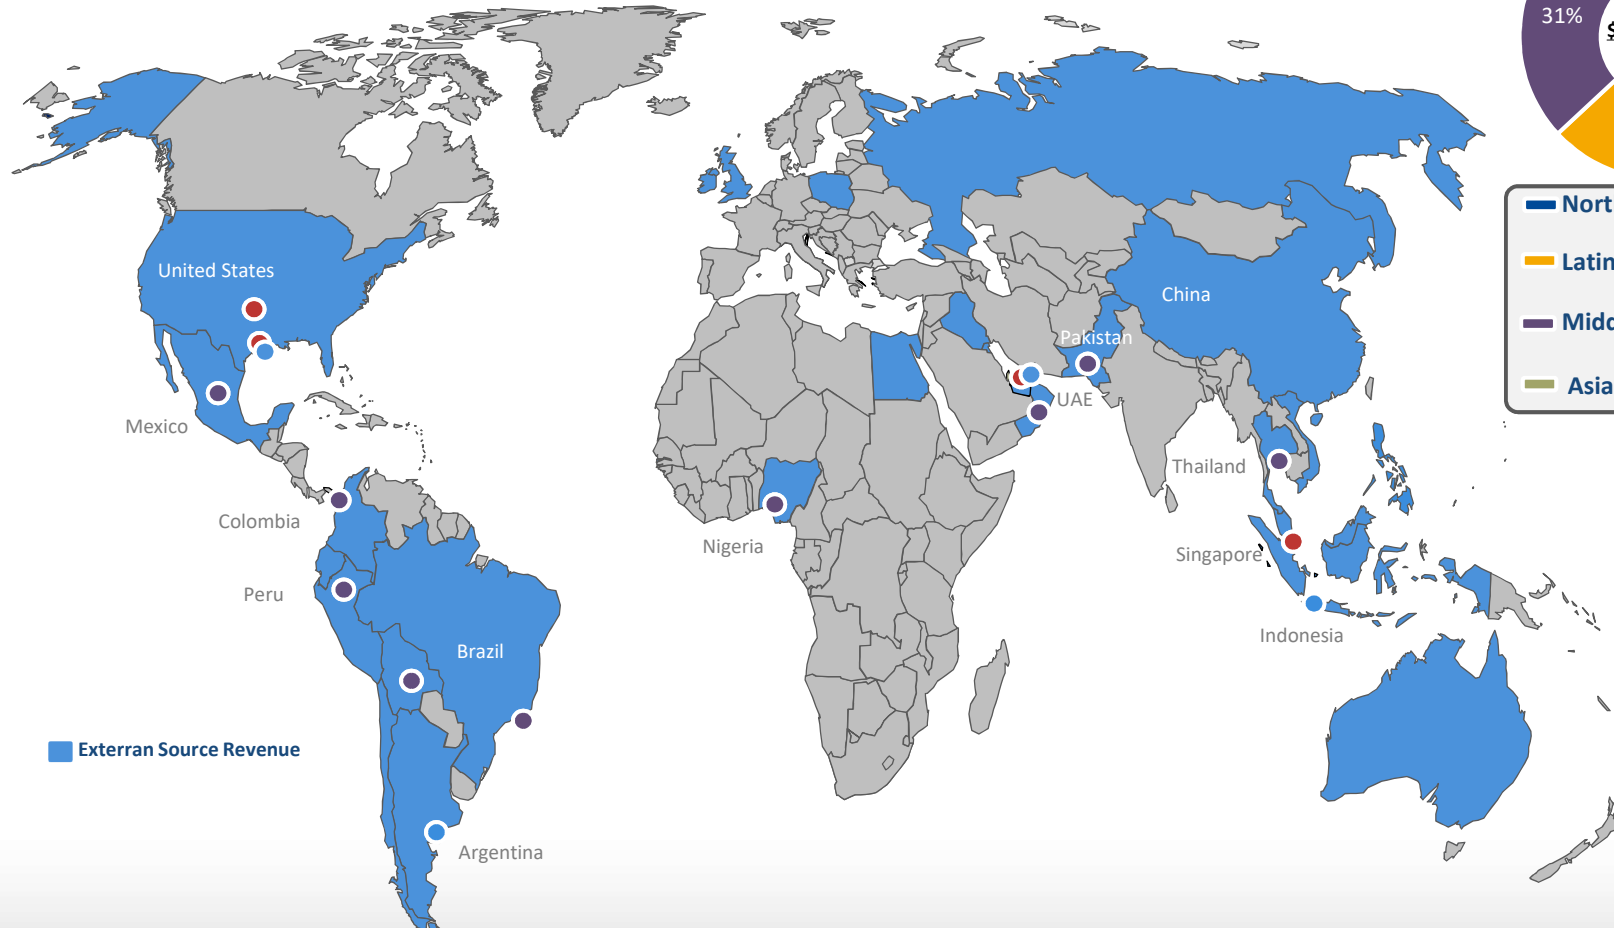 31%
$
Nort
Latin
Midd
Asia
United States
China
Pakistan
UAE
Mexico
Thailand
Colombia
Nigeria
Singapore
Peru
Indonesia
Brazil
Exterran Source Revenue
Argentina